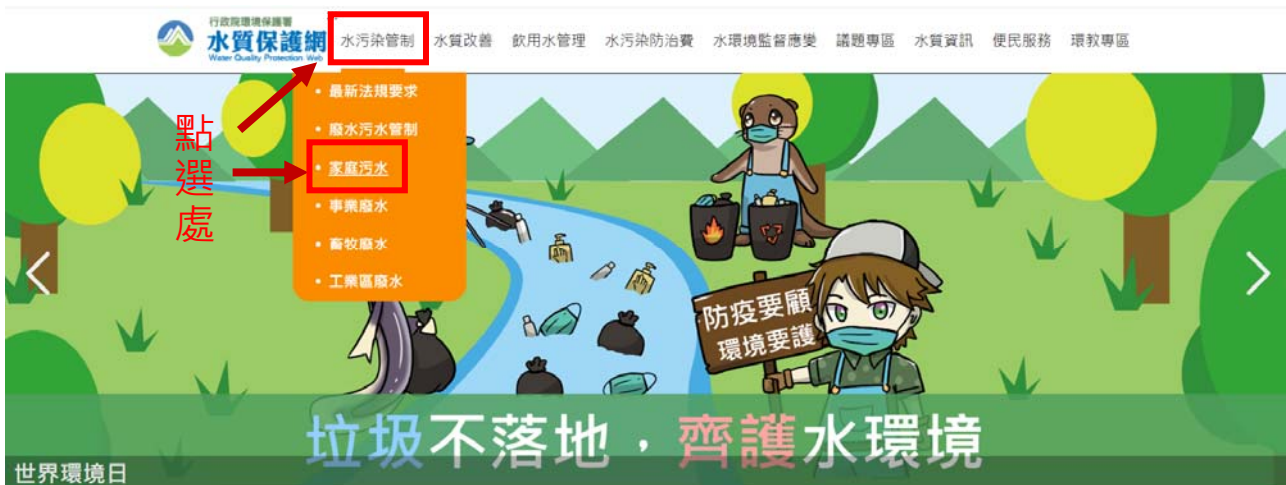 行政院環境保護署
水質保護網
Water Quality Protection Web
水污染管制 水質改善 飲用水管理 水污染防治費 水環境監督應變 議題專區 水質資訊 便民服務 環教專區
• 最新法規要求
• 廢水污水管制
• 家庭污水
• 事業廢水
• 畜牧廢水
• 工業區廢水
點選處
防疫要顧
環境要護
垃圾不落地，齊護水環境
世界環境日